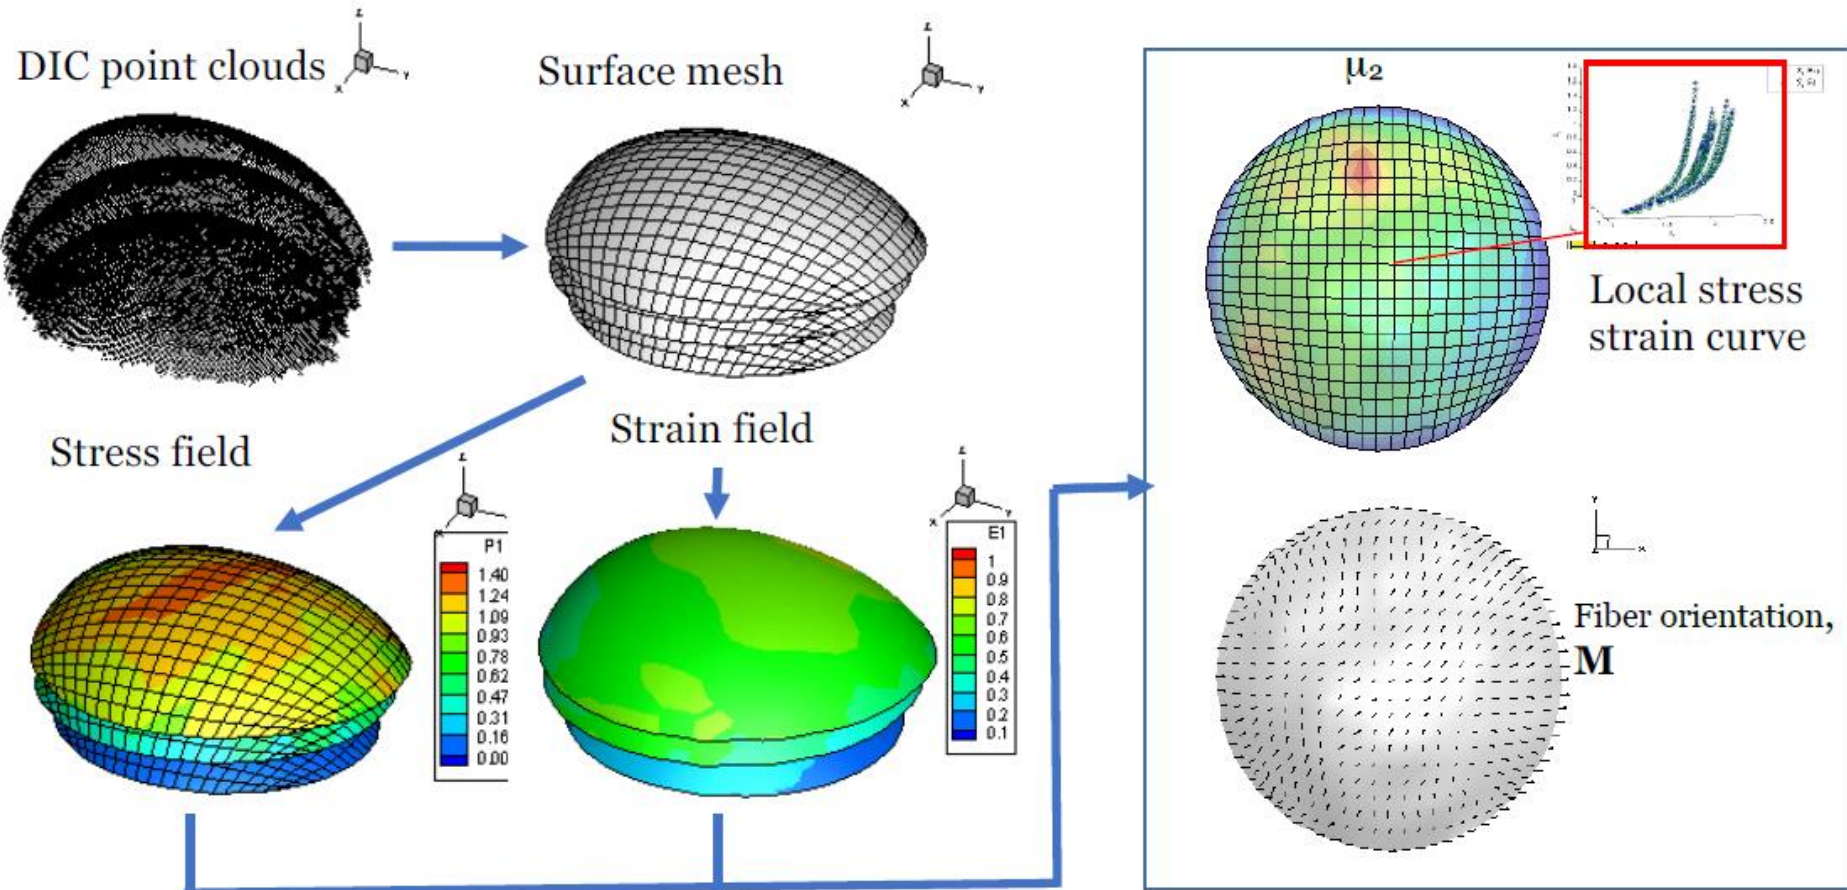 DIC point clouds
Z
Y
X
Surface mesh
Z
Y
X
μ₂
Local stress
strain curve
Stress field
Strain field
Z
X
P1
1.40
1.24
1.09
0.93
0.78
0.62
0.47
0.31
0.16
0.00
Z
Y
X
E1
1
0.9
0.8
0.7
0.6
0.5
0.4
0.3
0.2
0.1
Y
X
Fiber orientation,
M